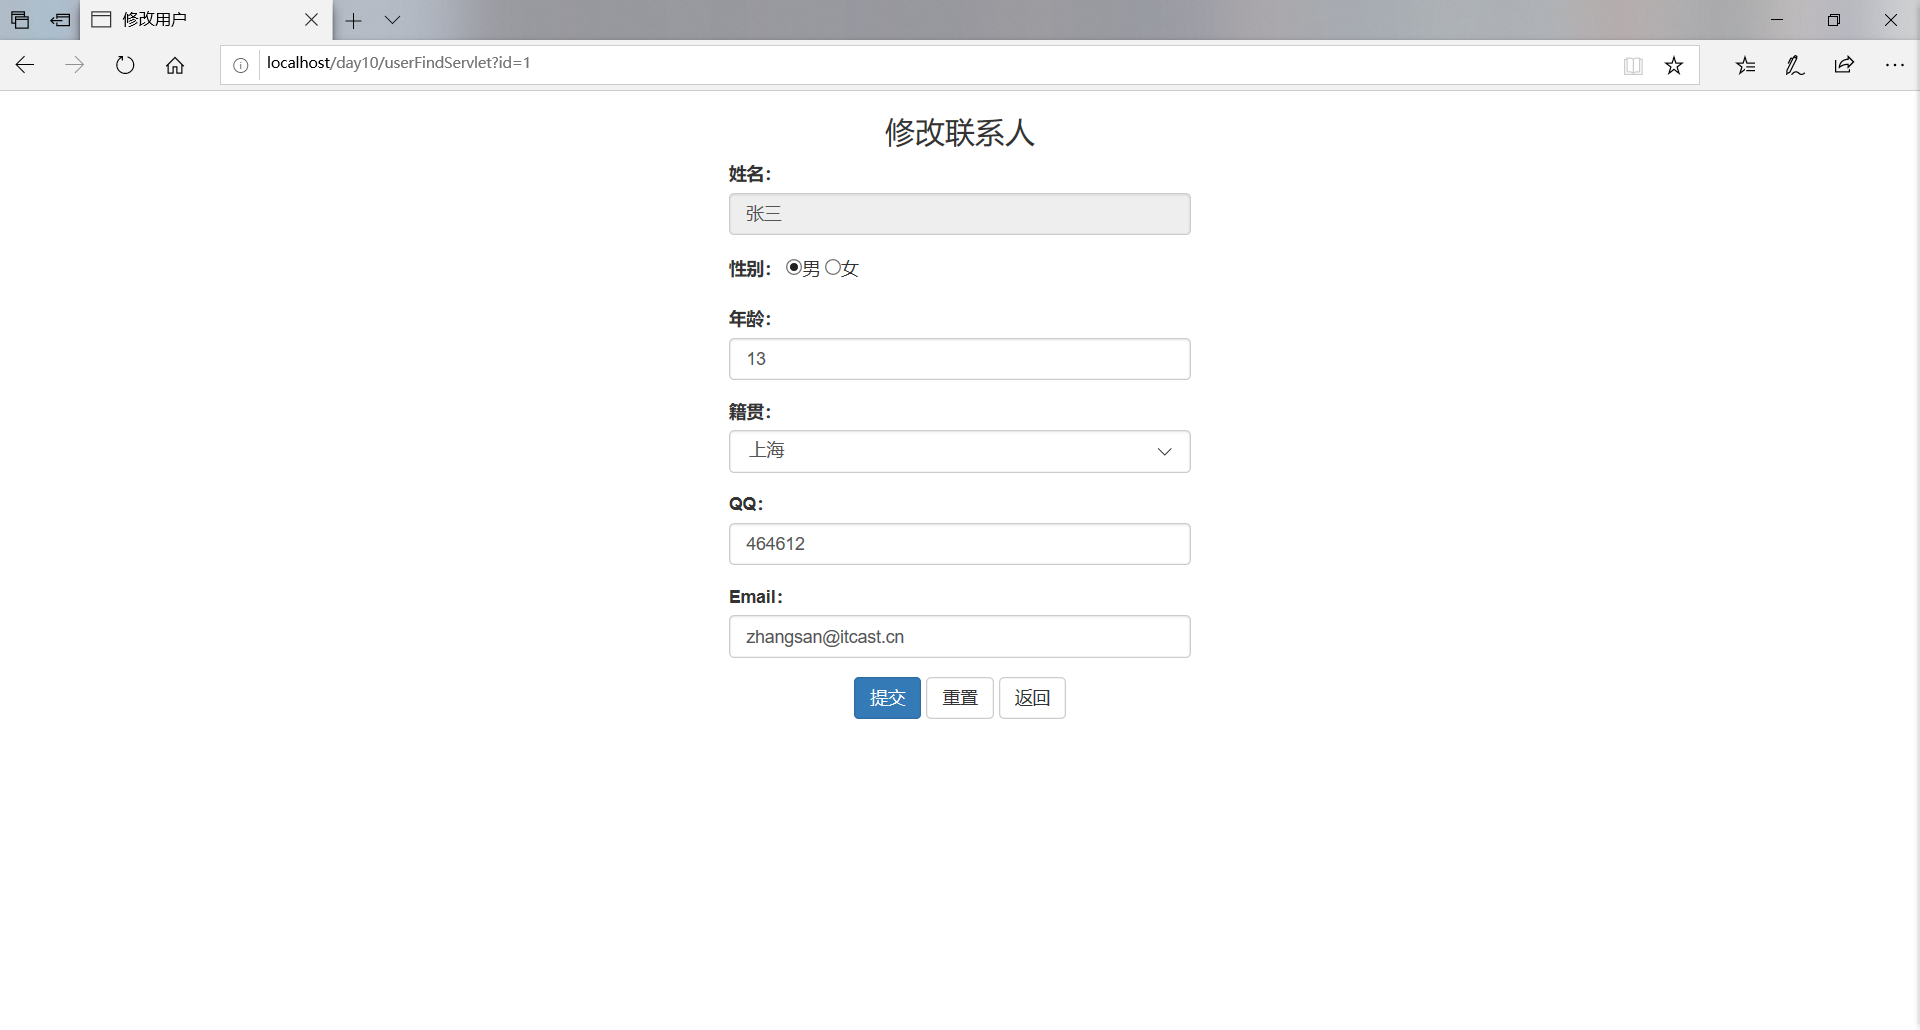 修改用户
localhost/day10/userFindServlet?id=1
修改联系人
姓名：
张三
性别： 男 女
年龄：
13
籍贯：
上海
QQ：
464612
Email：
zhangsan@itcast.cn
提交 重置 返回